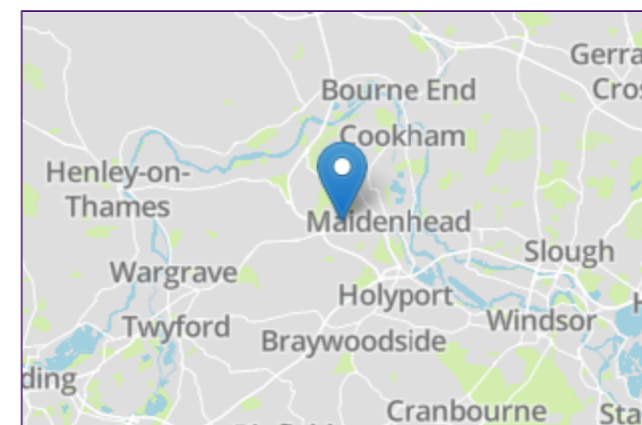 Gerra
Cros
Bourne End
Cookham
Henley-on-
Thames
Maidenhead
Slough
Wargrave
Holyport
Windsor
Twyford
Braywoodside
ding
Cranbourne
Sta